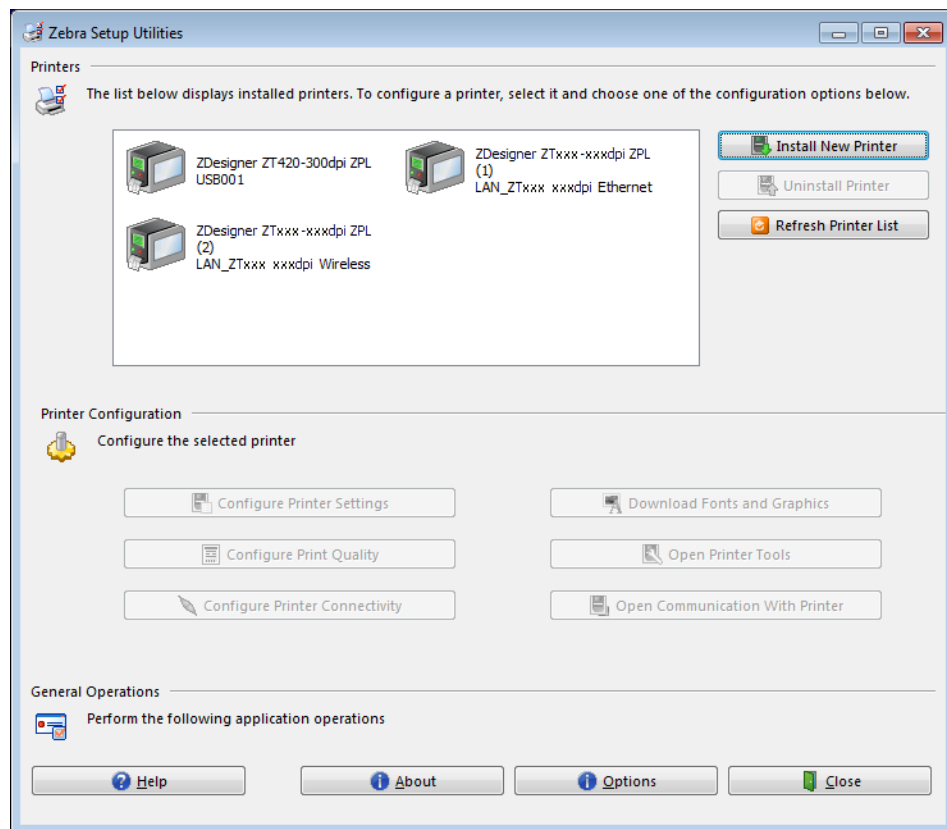 Zebra Setup Utilities
Printers
The list below displays installed printers. To configure a printer, select it and choose one of the configuration options below.
ZDesigner ZT420-300dpi ZPL
USB001
ZDesigner ZTxxx-xxxdpi ZPL
(1)
LAN_ZTxxx xxxdpi Ethernet
ZDesigner ZTxxx-xxxdpi ZPL
(2)
LAN_ZTxxx xxxdpi Wireless
Install New Printer
Uninstall Printer
Refresh Printer List
Printer Configuration
Configure the selected printer
Configure Printer Settings
Download Fonts and Graphics
Configure Print Quality
Open Printer Tools
Configure Printer Connectivity
Open Communication With Printer
General Operations
Perform the following application operations
Help
About
Options
Close